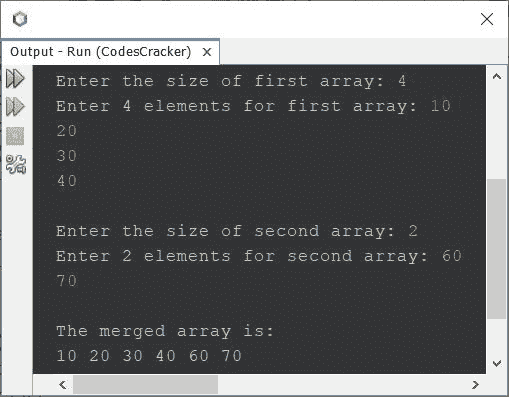 Output - Run (CodesCracker) ×
Enter the size of first array: 4
Enter 4 elements for first array: 10
20
30
40
Enter the size of second array: 2
Enter 2 elements for second array: 60
70
The merged array is:
10 20 30 40 60 70